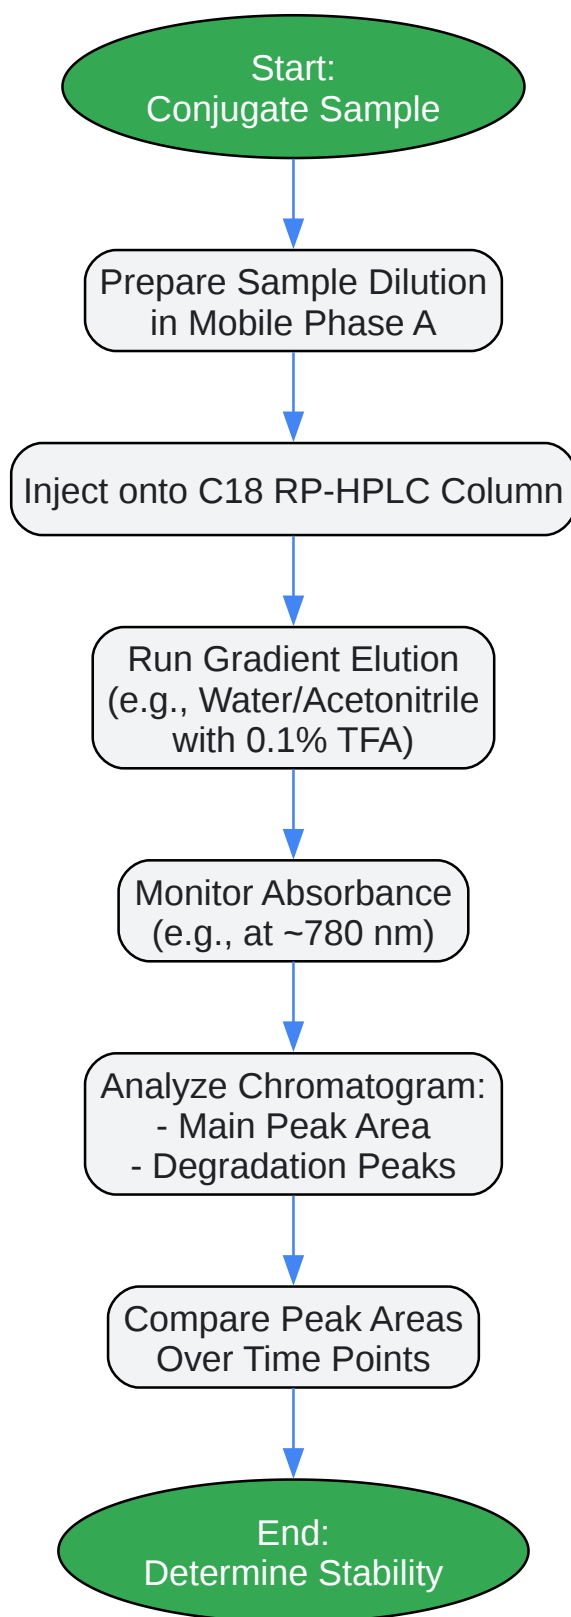 Start:
Conjugate Sample
Prepare Sample Dilution
in Mobile Phase A
Inject onto C18 RP-HPLC Column
Run Gradient Elution
(e.g., Water/Acetonitrile
with 0.1% TFA)
Monitor Absorbance
(e.g., at ~780 nm)
Analyze Chromatogram:
- Main Peak Area
- Degradation Peaks
Compare Peak Areas
Over Time Points
End:
Determine Stability